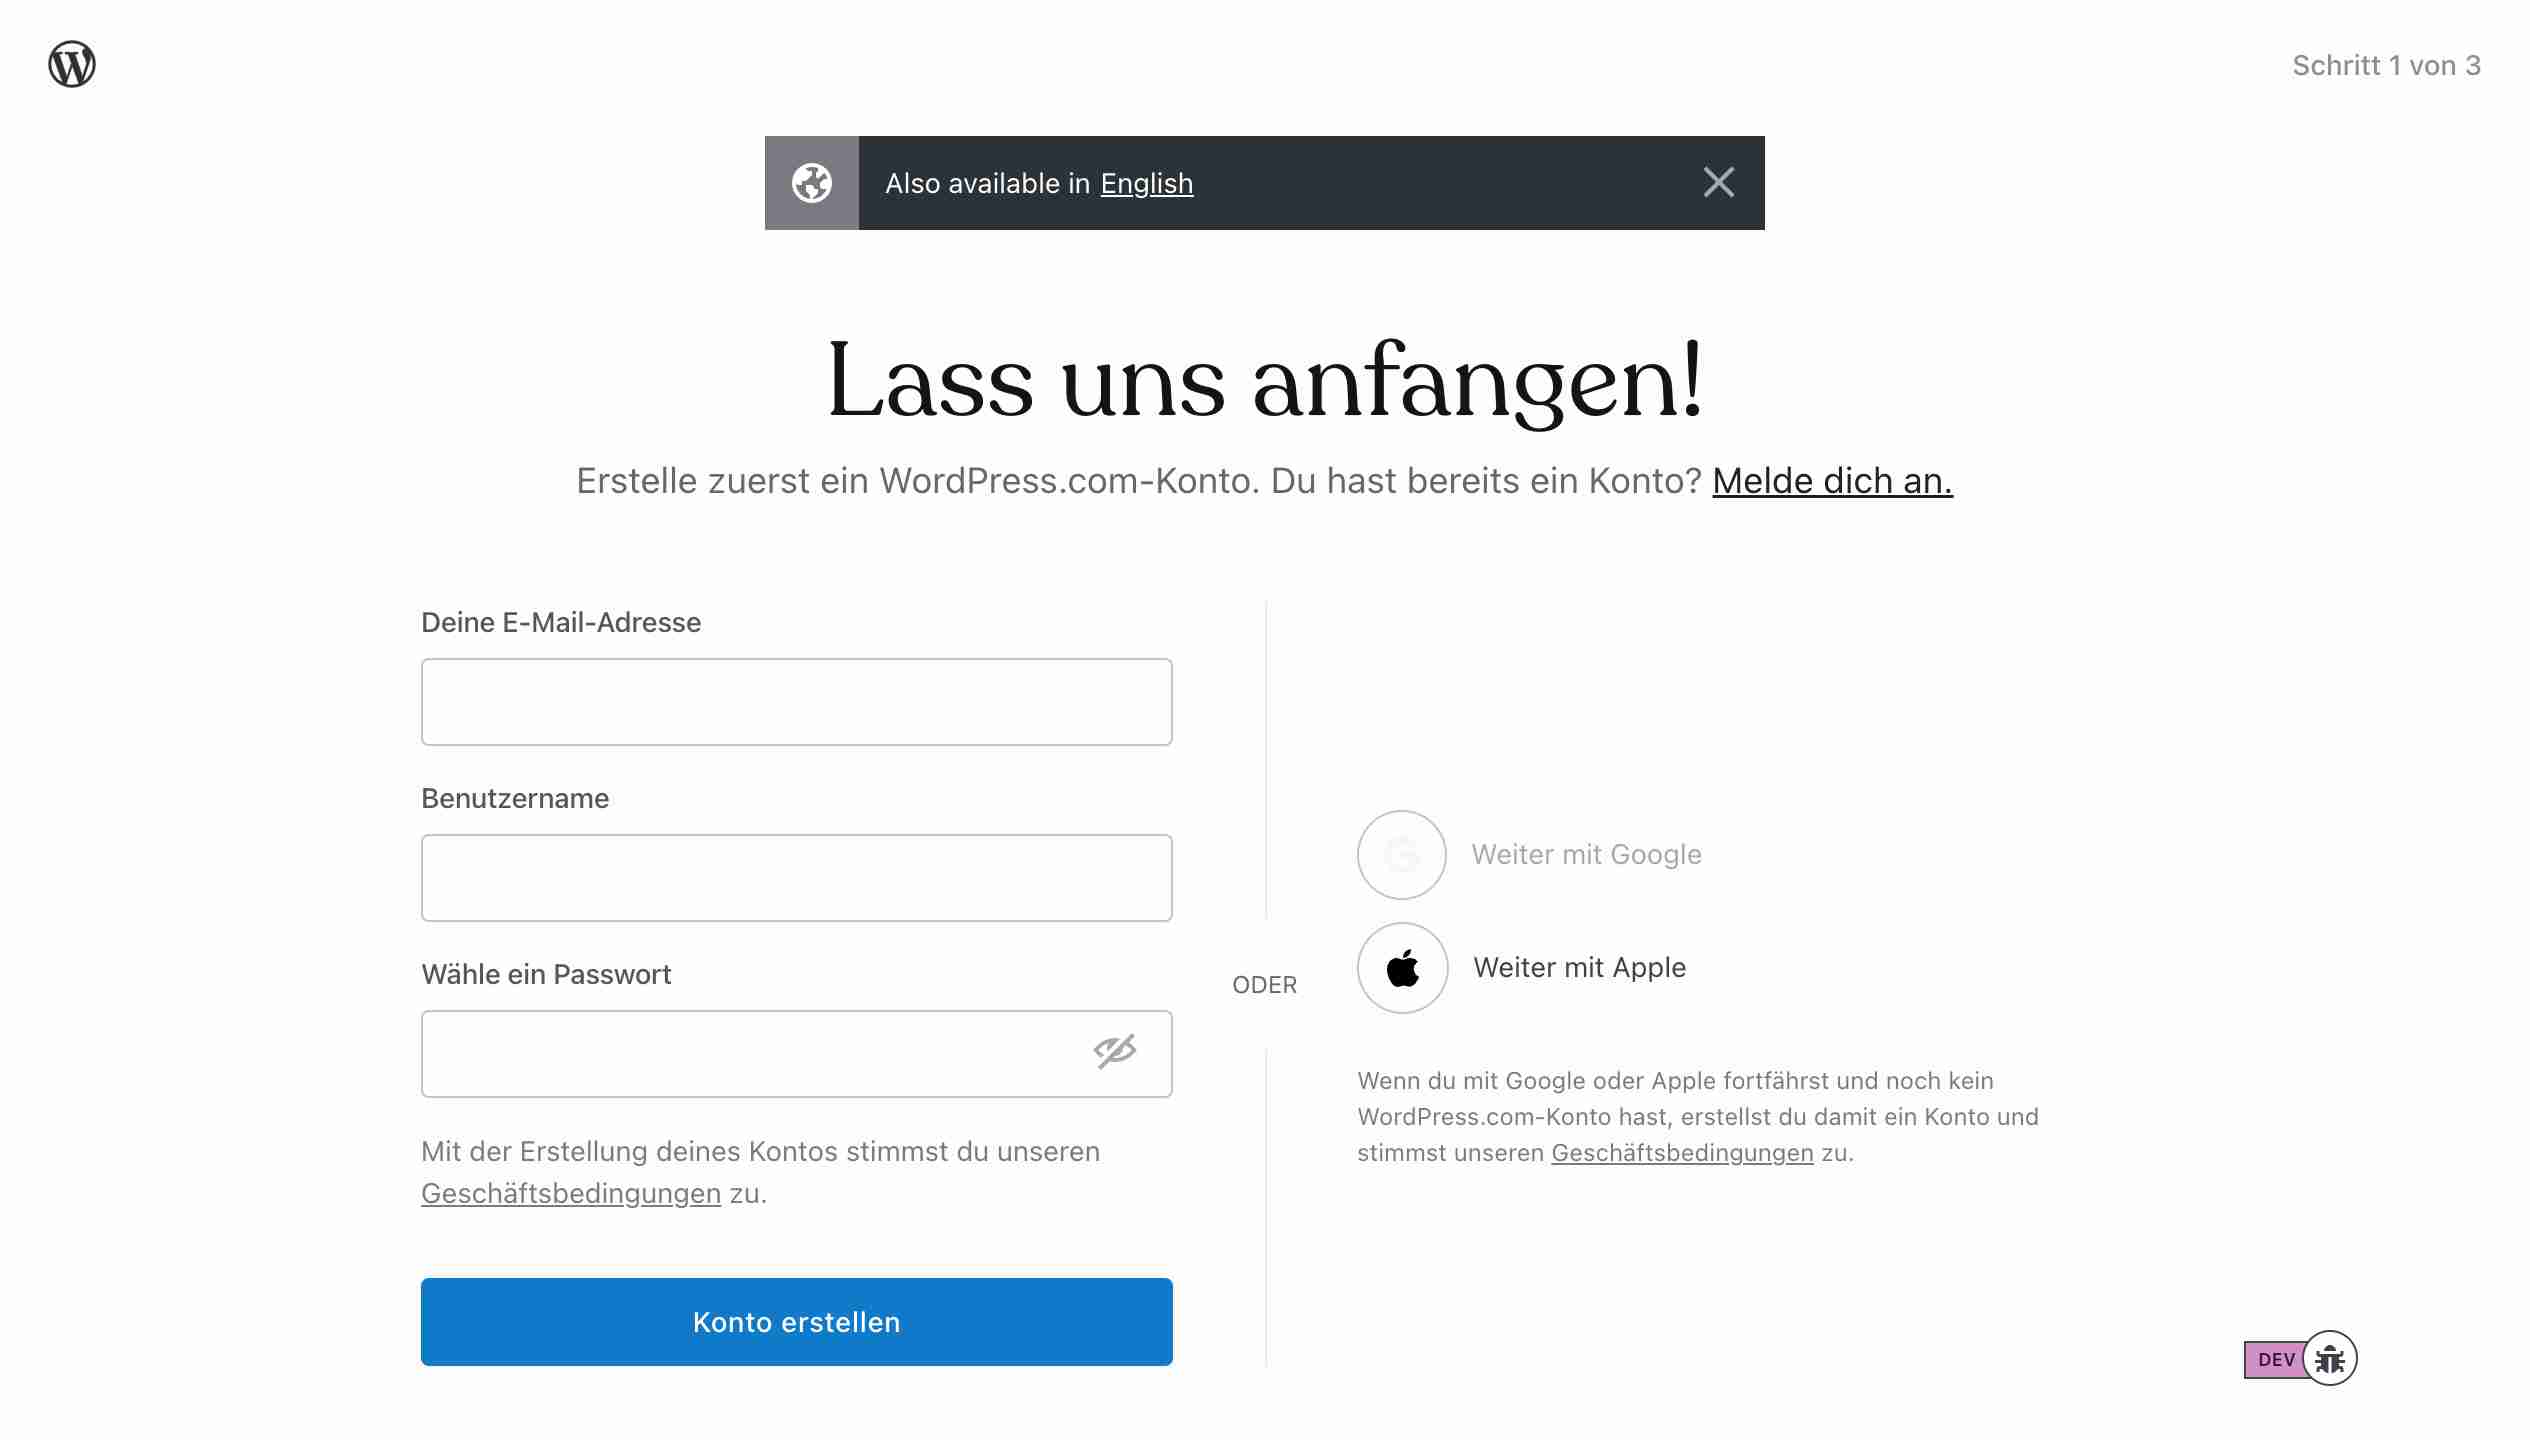 Schritt 1 von 3
Also available in English
Lass uns anfangen!
Erstelle zuerst ein WordPress.com-Konto. Du hast bereits ein Konto? Melde dich an.
Deine E-Mail-Adresse
Benutzername
Wähle ein Passwort
Mit der Erstellung deines Kontos stimmst du unseren
Geschäftsbedingungen zu.
Konto erstellen
ODER
Weiter mit Google
Weiter mit Apple
Wenn du mit Google oder Apple fortfährst und noch kein
WordPress.com-Konto hast, erstellst du damit ein Konto und
stimmst unseren Geschäftsbedingungen zu.
DEV